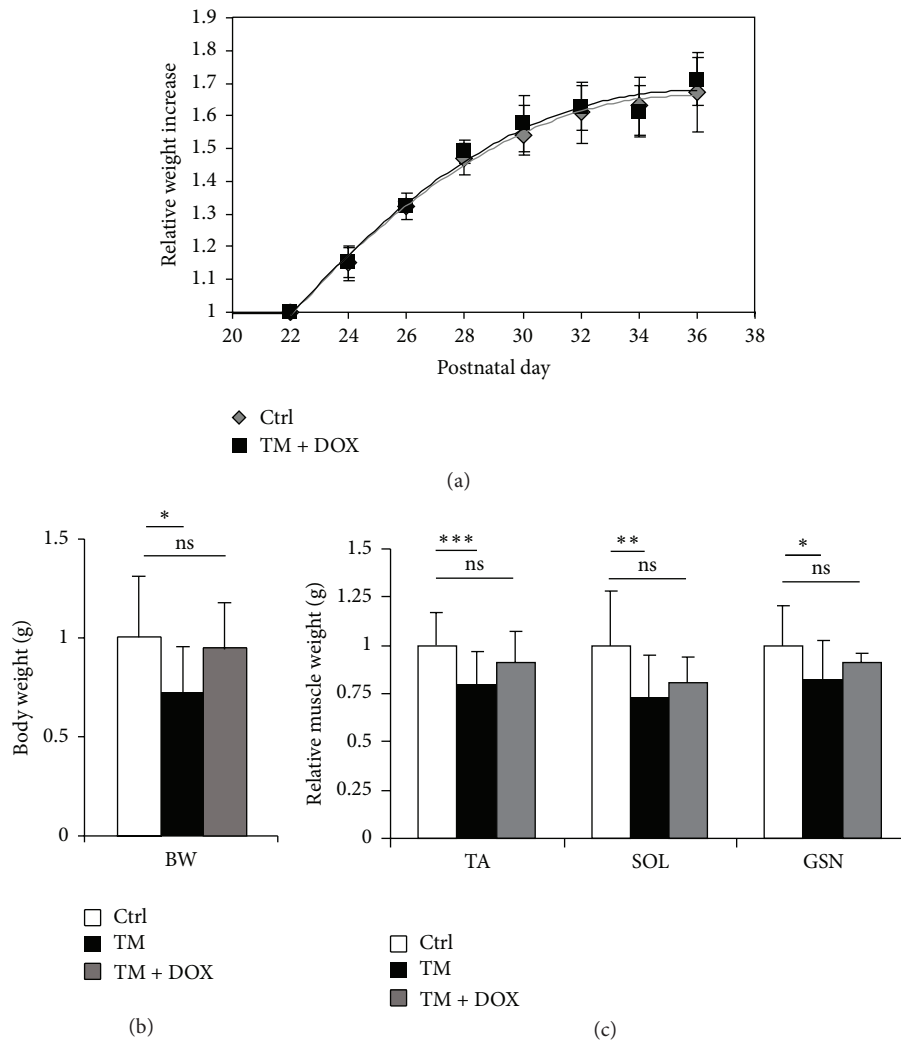 1.9
1.8
1.7
1.6
1.5
1.4
1.3
1.2
1.1
1
Relative weight increase
20 22 24 26 28 30 32 34 36 38
Postnatal day
Ctrl
TM + DOX
(a)
1.5
1
0.5
0
Body weight (g)
*
ns
BW
Ctrl
TM
TM + DOX
(b)
1.5
1.25
1
0.75
0.5
0.25
0
Relative muscle weight (g)
*** ** *
ns ns ns
TA SOL GSN
Ctrl
TM
TM + DOX
(c)